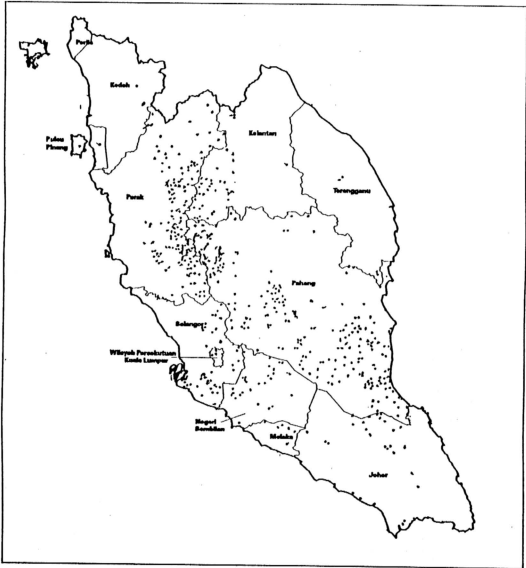 Perlis
Kedah
Pulau
Pinang
Kelantan
Terengganu
Perak
Pahang
Selangor
Wilayah Persekutuan
Kuala Lumpur
Negeri
Sembilan
Melaka
Johor